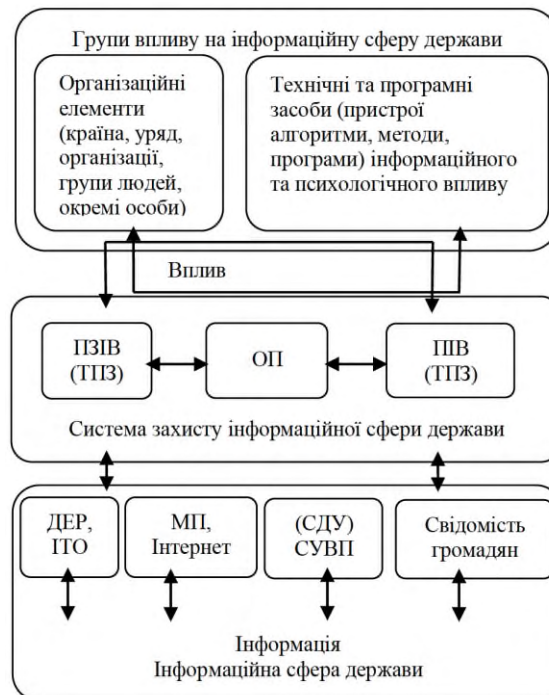 Групи впливу на інформаційну сферу держави
Організаційні
елементи
(країна, уряд,
організації,
групи людей,
окремі особи)
Технічні та програмні
засоби (пристрої
алгоритми, методи,
програми) інформаційного
та психологічного впливу
Вплив
ПЗІВ
(ТПЗ)
ОП
ПІВ
(ТПЗ)
Система захисту інформаційної сфери держави
ДЕР,
ІТО
МП,
Інтернет
(СДУ)
СУВП
Свідомість
громадян
Інформація
Інформаційна сфера держави